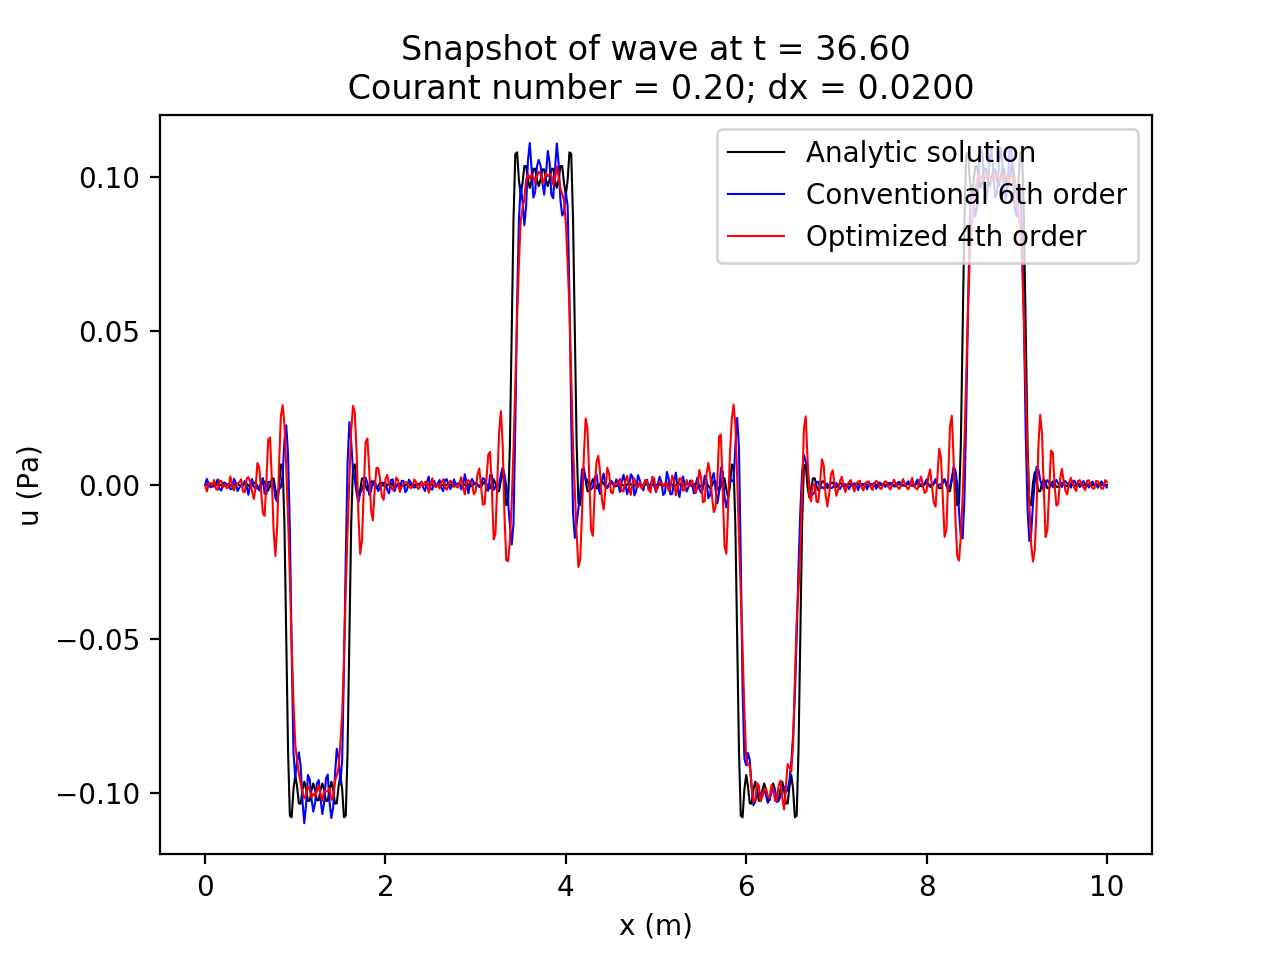 Snapshot of wave at t = 36.60
Courant number = 0.20; dx = 0.0200
Analytic solution
Conventional 6th order
Optimized 4th order
0.10
0.05
0.00
−0.05
−0.10
u (Pa)
0 2 4 6 8 10
x (m)